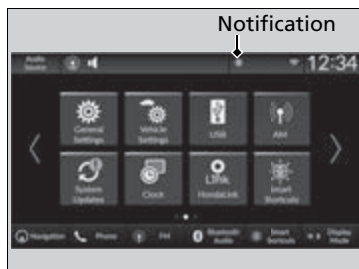 Notification
Audio
Source
12:34
General
Settings
Vehicle
Settings
USB
AM
System
Updates
Clock
Link
HondaLink
Smart
Shortcuts
Navigation
Phone
FM
Bluetooth
Audio
Smart
Shortcuts
Display
Mode